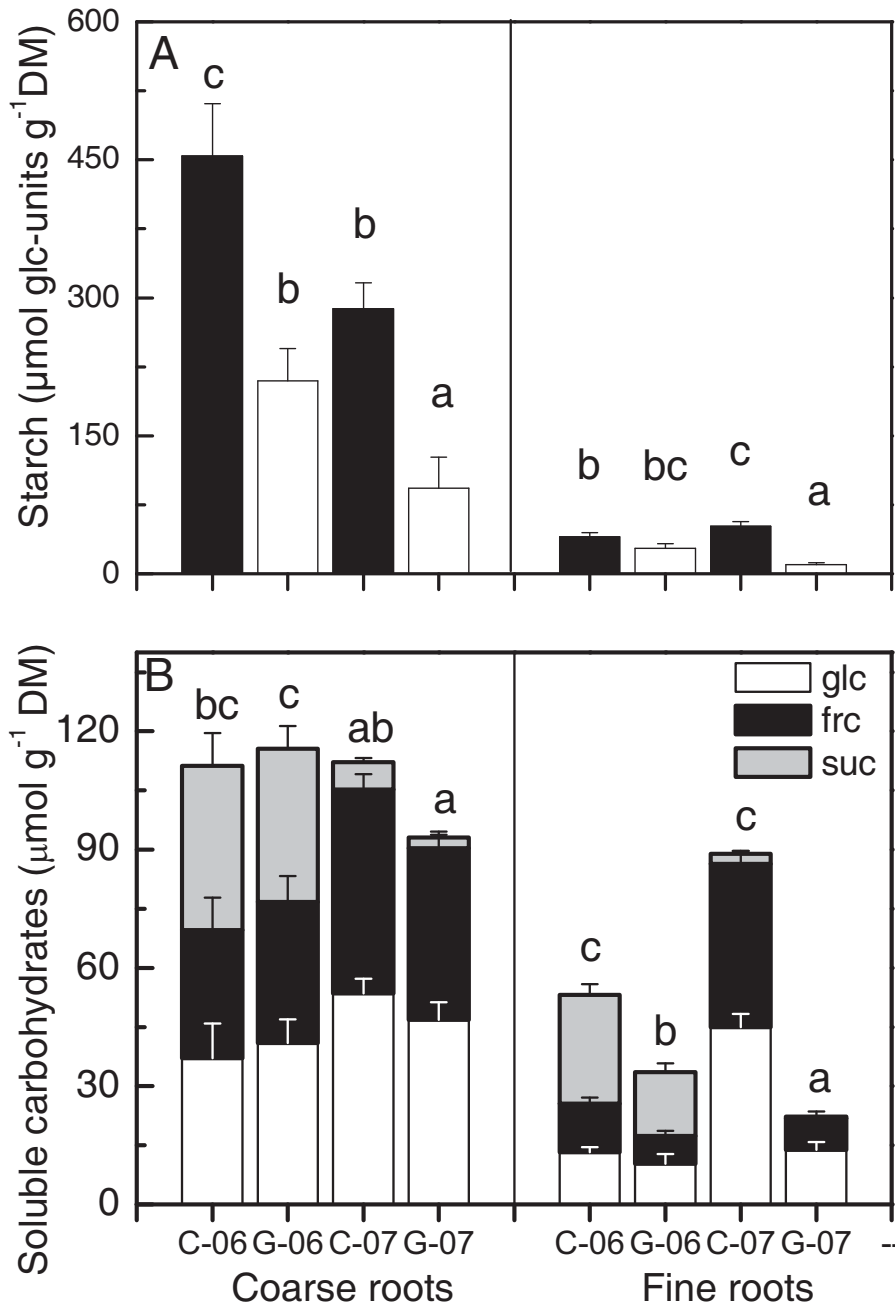 A
Starch (µmol glc-units g⁻¹DM)
600
450
300
150
0
c
b
b
a
b
bc
c
a
B
Soluble carbohydrates (µmol g⁻¹ DM)
120
90
60
30
0
bc
c
ab
a
c
b
c
a
glc
frc
suc
C-06 G-06 C-07 G-07 C-06 G-06 C-07 G-07 --
Coarse roots Fine roots